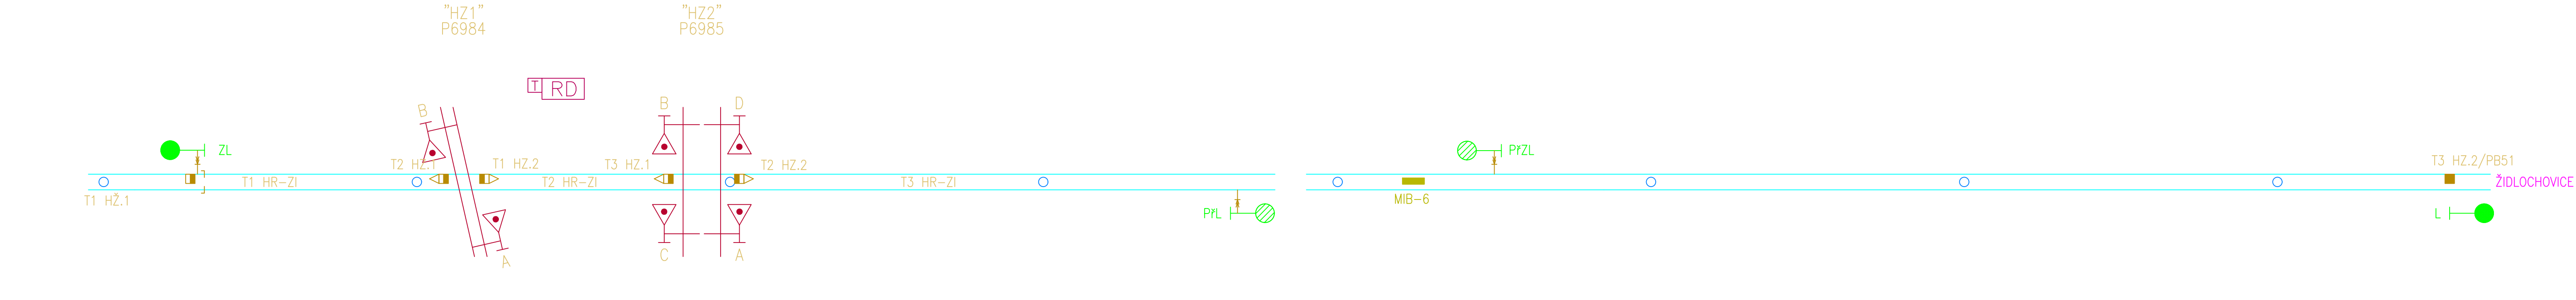 "HZ1"
P6984
"HZ2"
P6985
T
RD
B
B
D
ZL
PřZL
T2 HZ.1
T1 HZ.2
T3 HZ.1
T2 HZ.2
T3 HZ.2/PB51
T1 HR-ZI
T2 HR-ZI
T3 HR-ZI
ŽIDLOCHOVICE
T1 HŽ.1
MIB-6
PřL
L
A
C
A